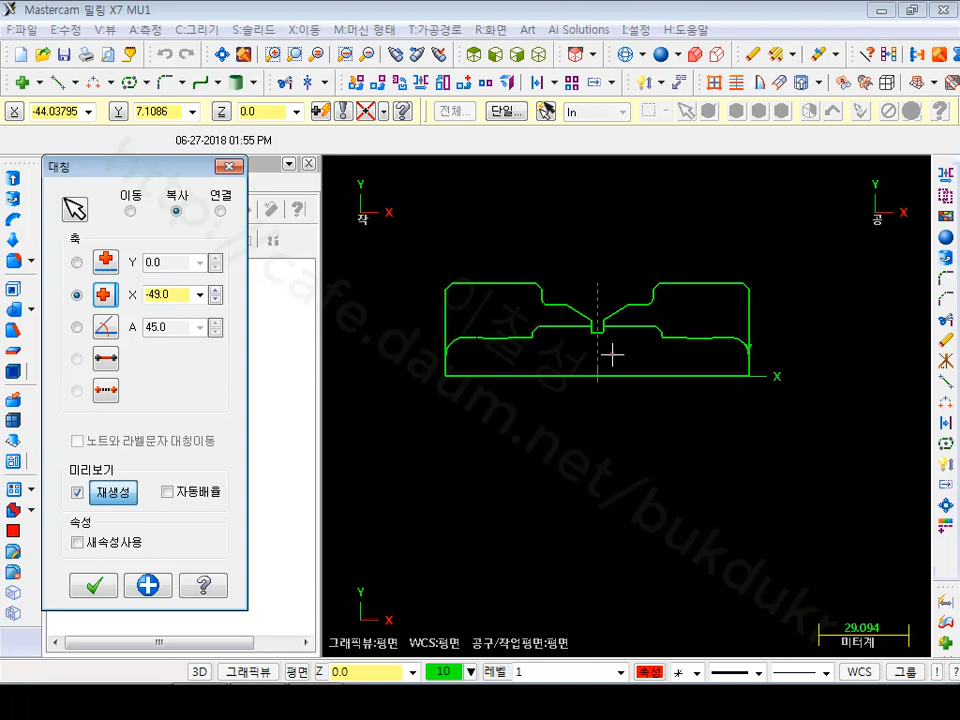 Mastercam 밀링 X7 MU1
F:파일 E:수정 V:뷰 A:측정 C:그리기 S:솔리드 X:이동 M:머신 형태 T:가공경로 R:화면 Art Ai Solutions I:설정 H:도움말
X -44.03795 Y 7.1086 Z 0.0 전체... 단일... In
06-27-2018 01:55 PM
대칭
이동 복사 연결
축
Y 0.0
X -49.0
A 45.0
노트와 라벨문자 대칭이동
미리보기
재생성 자동배율
속성
새속성사용
Y
X
작
Y
X
공
X
Y
X
그래픽뷰:평면 WCS:평면 공구/작업평면:평면
29.094
미터계
3D 그래픽뷰 평면 Z 0.0 10 레벨 1 속성 WCS 그룹 ! ?
이철성
http://cafe.daum.net/bukdukr